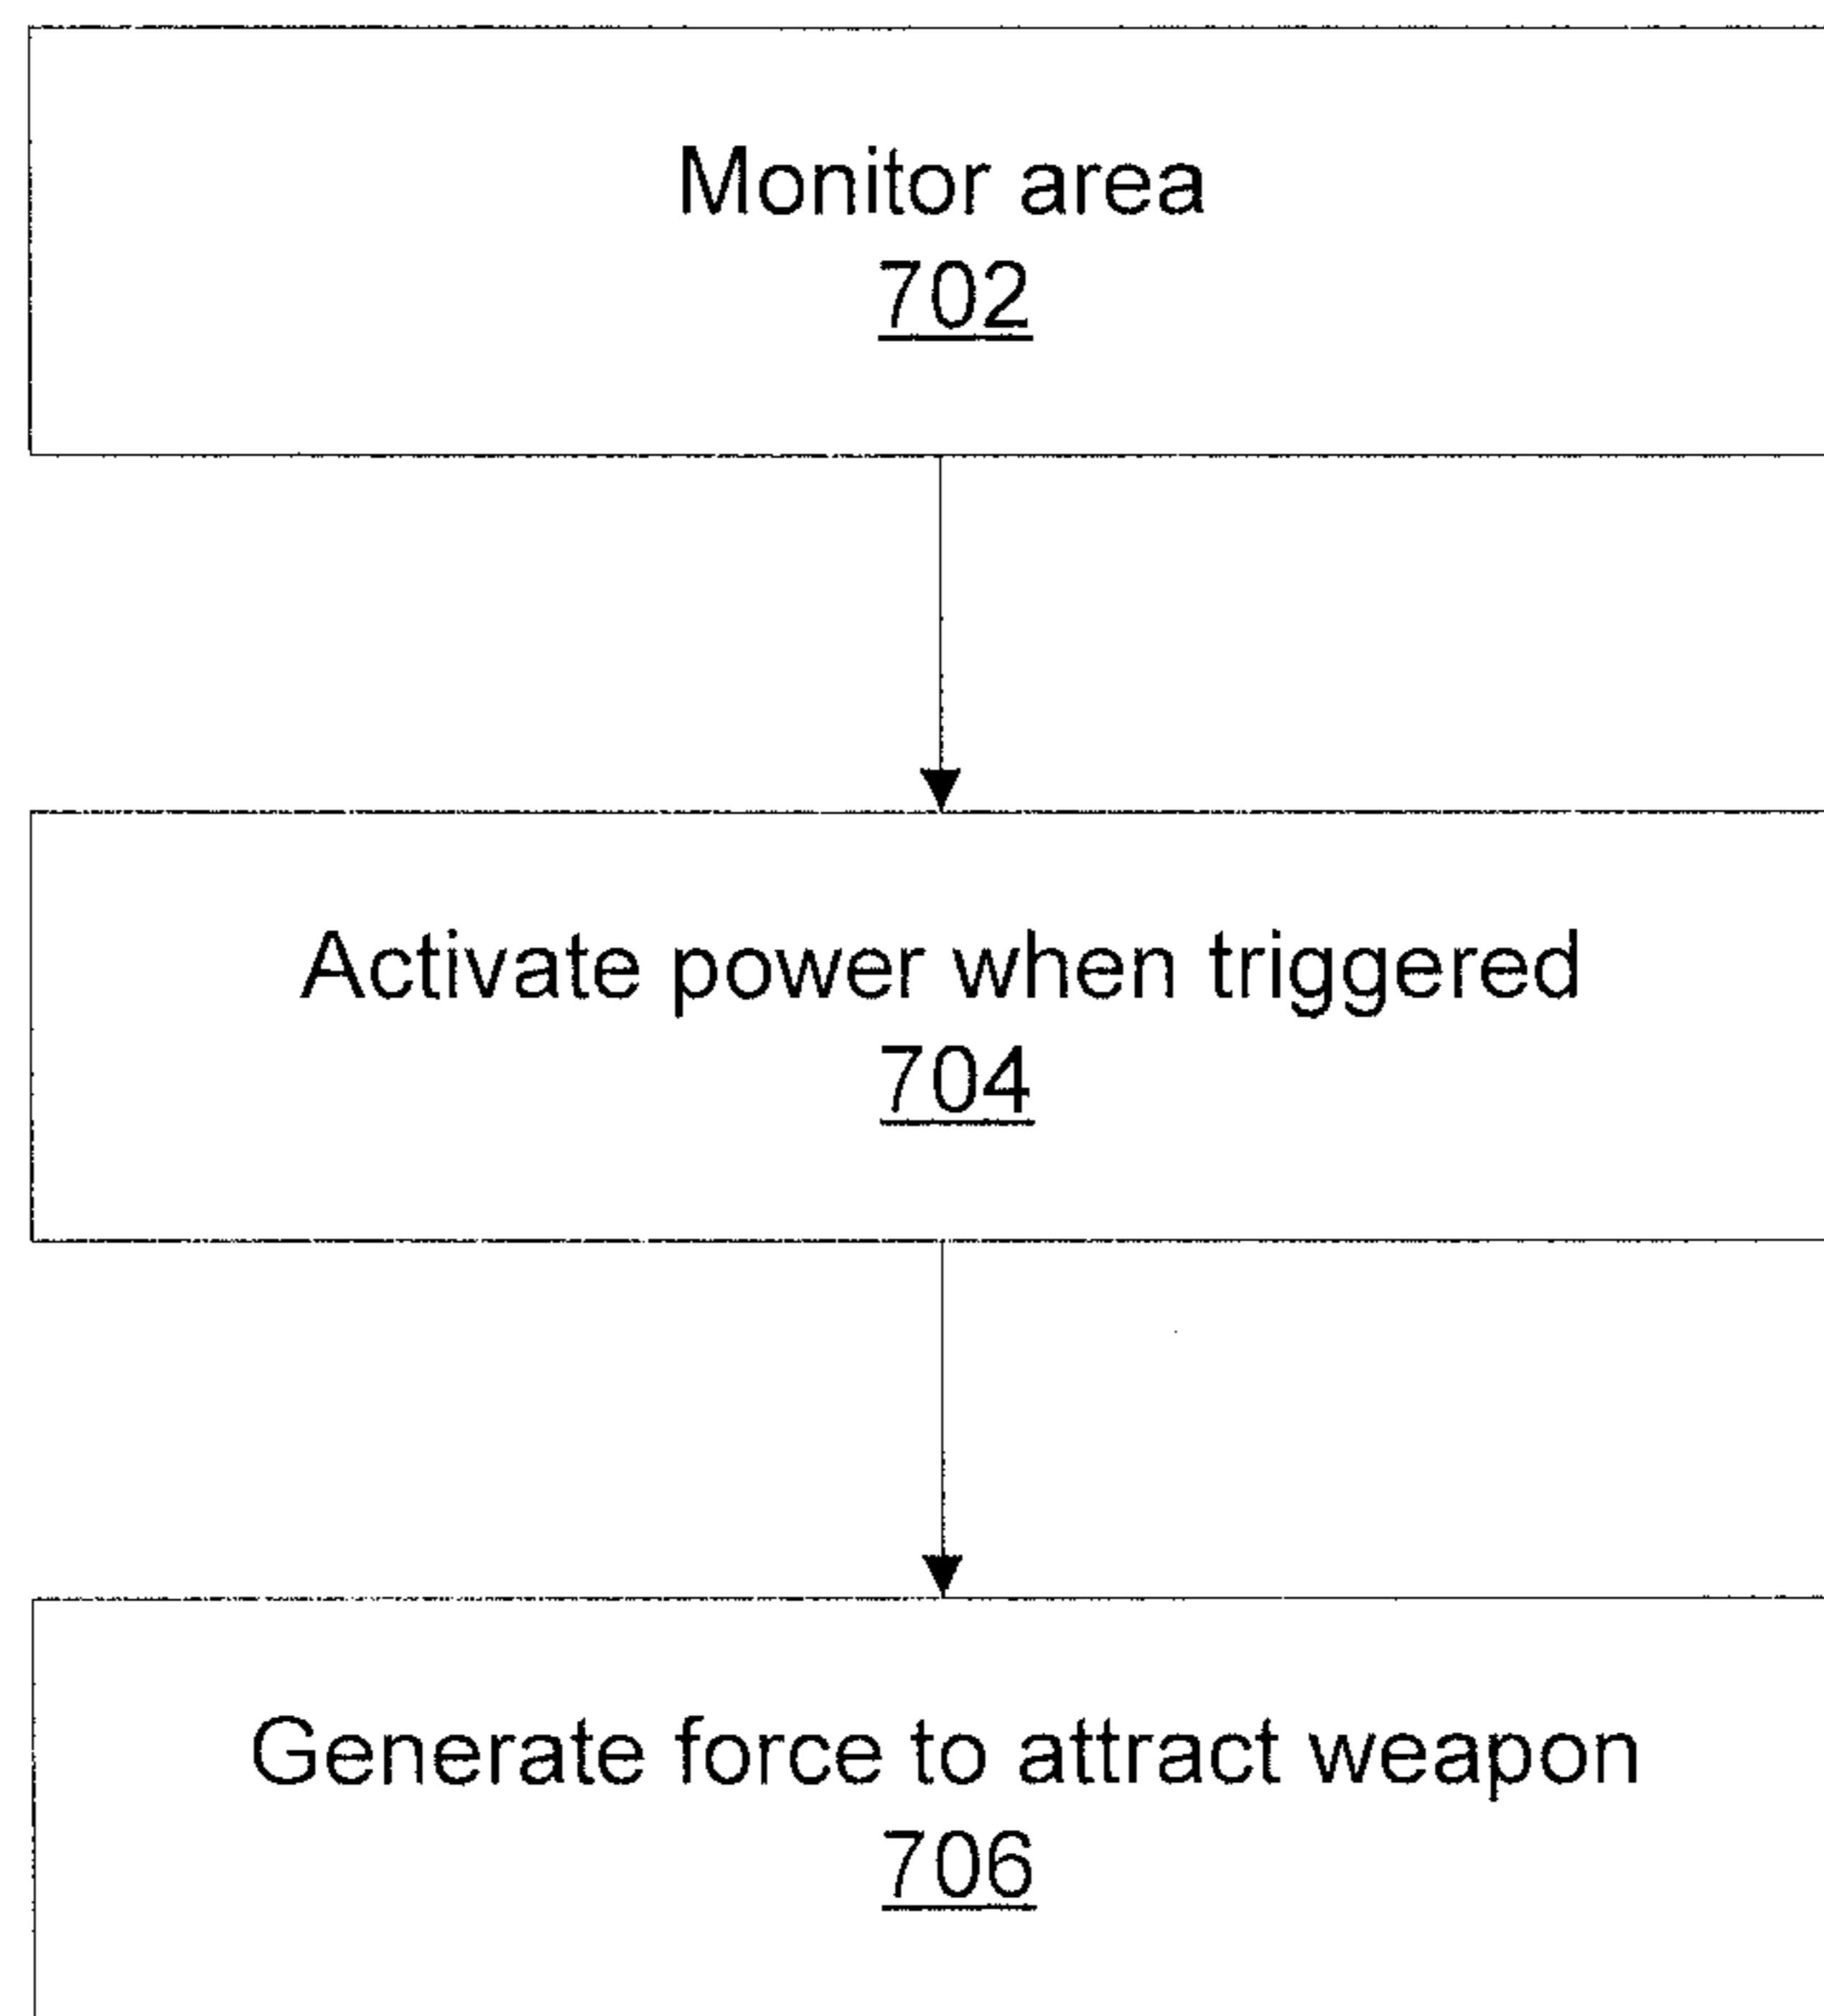 Monitor area
702
Activate power when triggered
704
Generate force to attract weapon
706